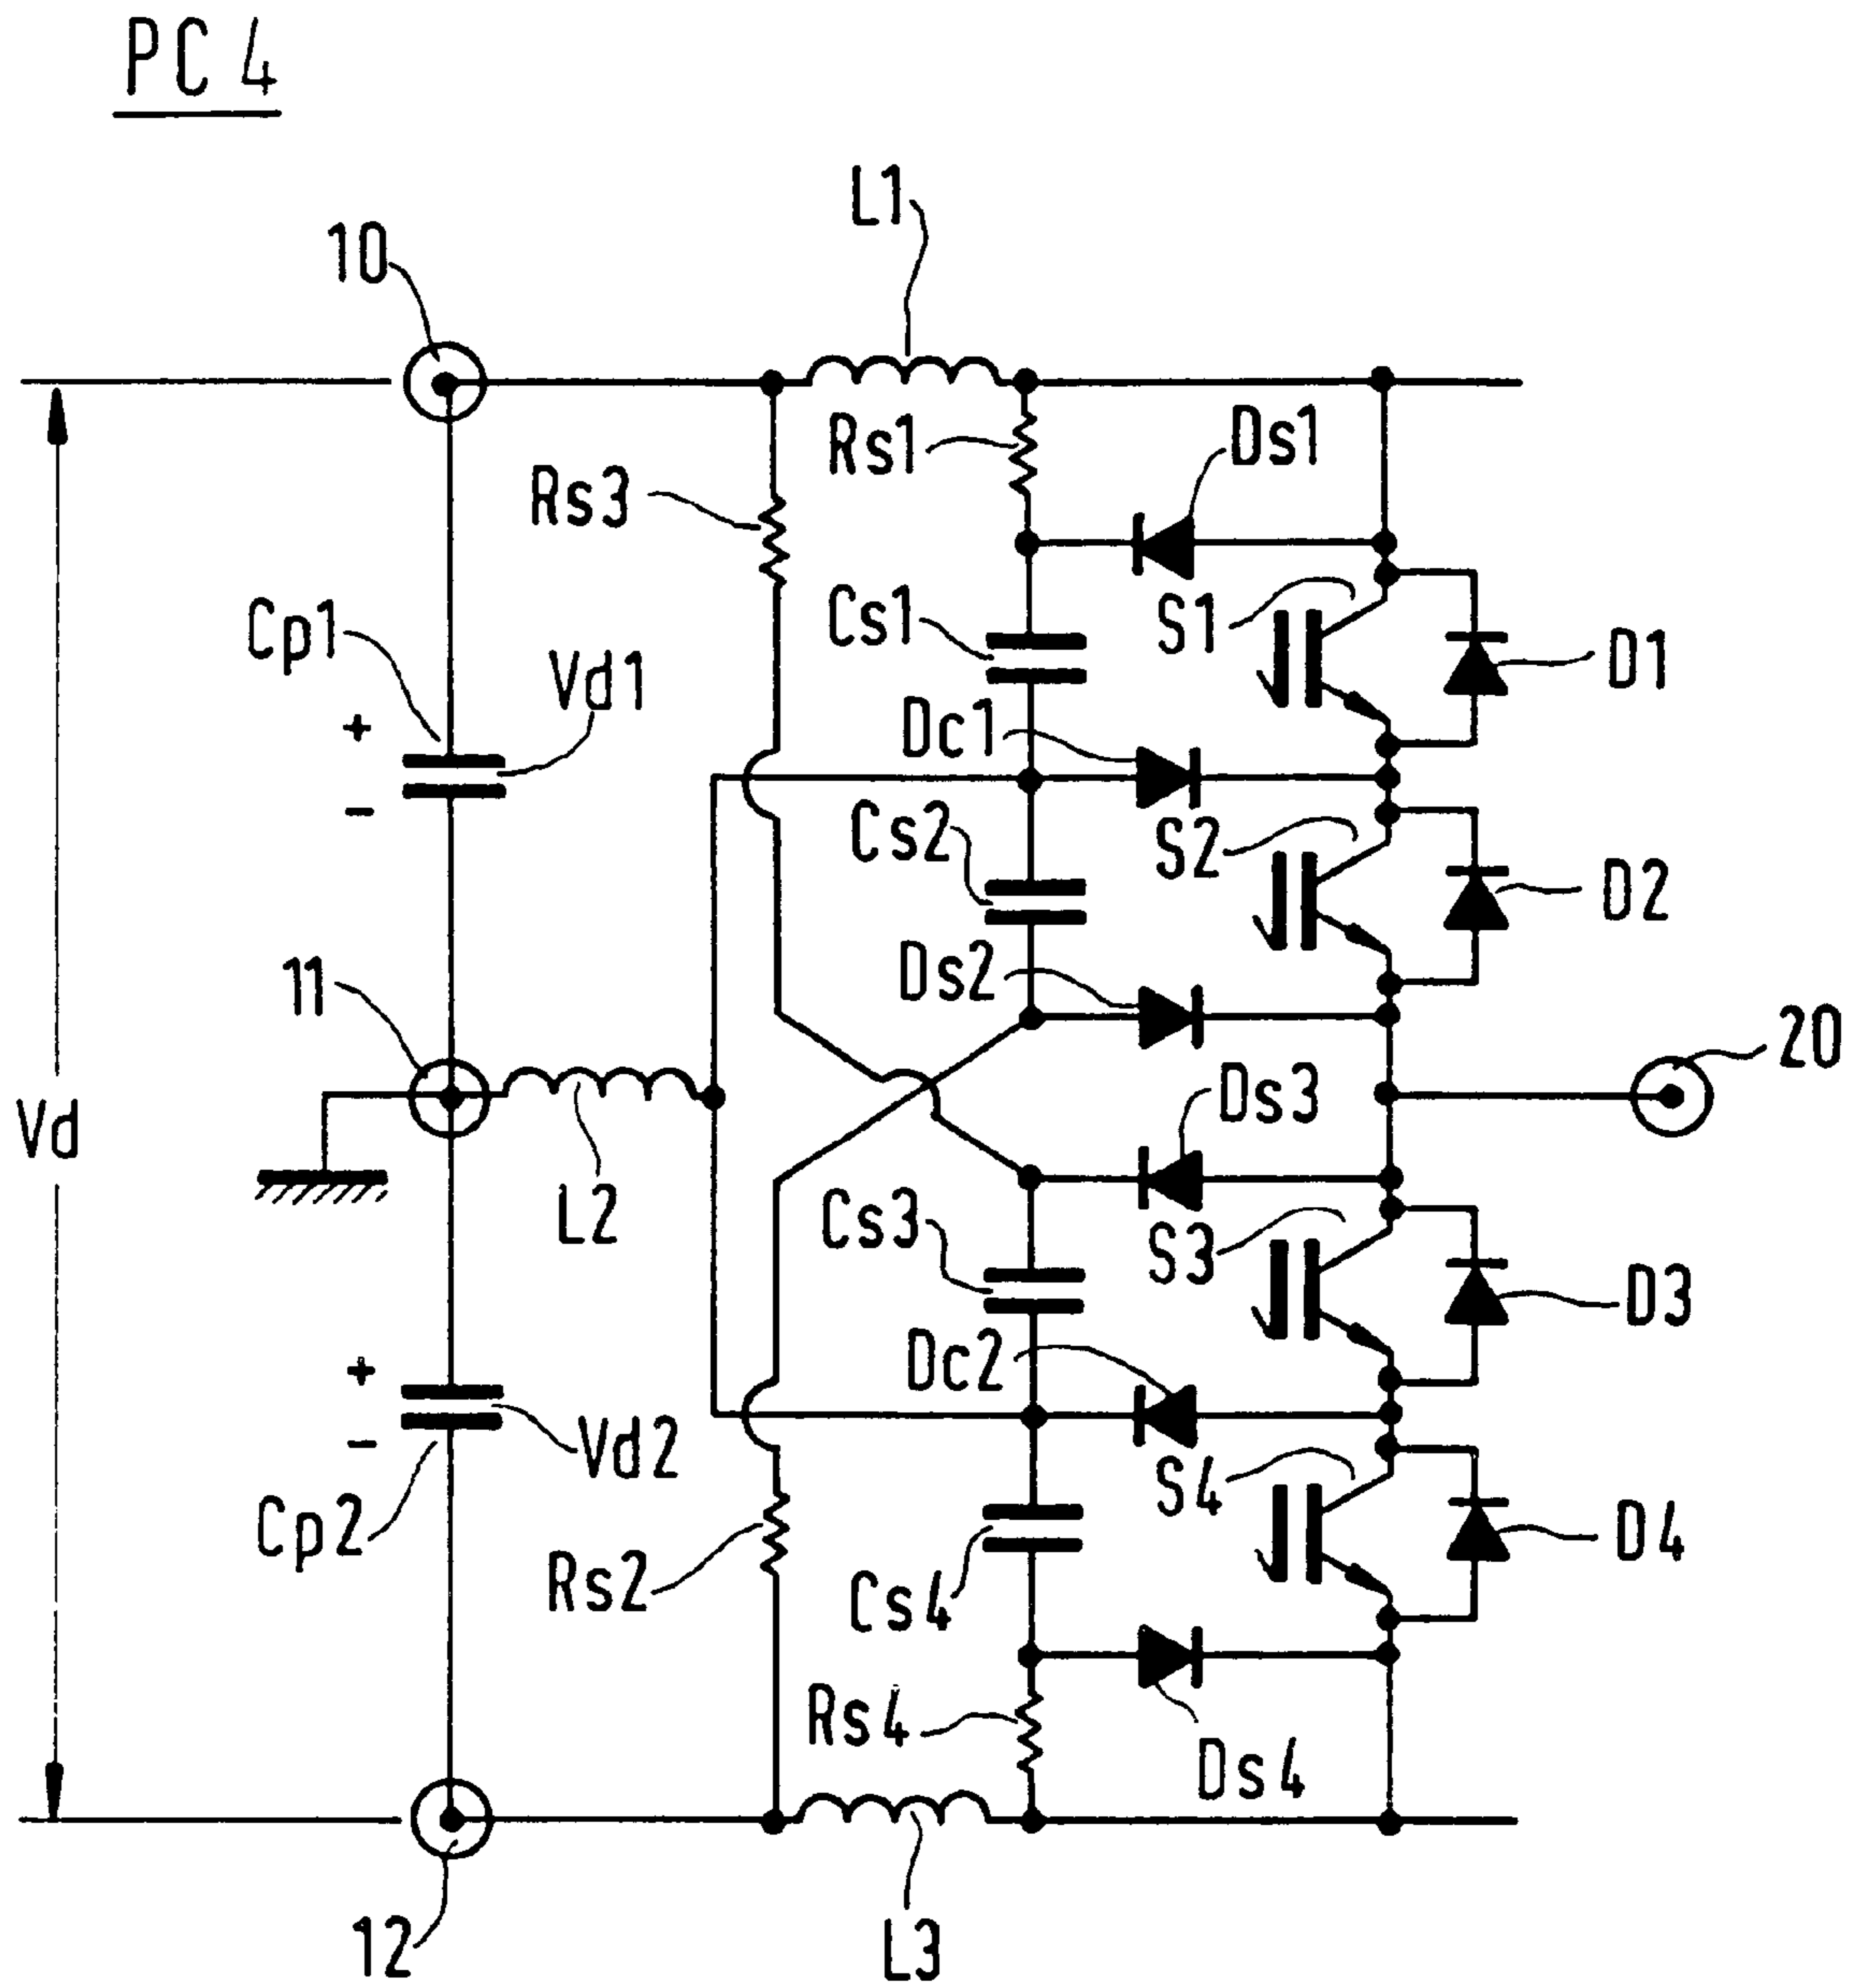 PC 4
L1
10
Rs1
Ds1
Rs3
Cs1
S1
Cp1
D1
Vd1
+
Dc1
-
Cs2
S2
D2
Ds2
11
20
Ds3
Vd
L2
Cs3
S3
D3
Dc2
+
-
Vd2
S4
Cp2
D4
Rs2
Cs4
Rs4
Ds4
12
L3